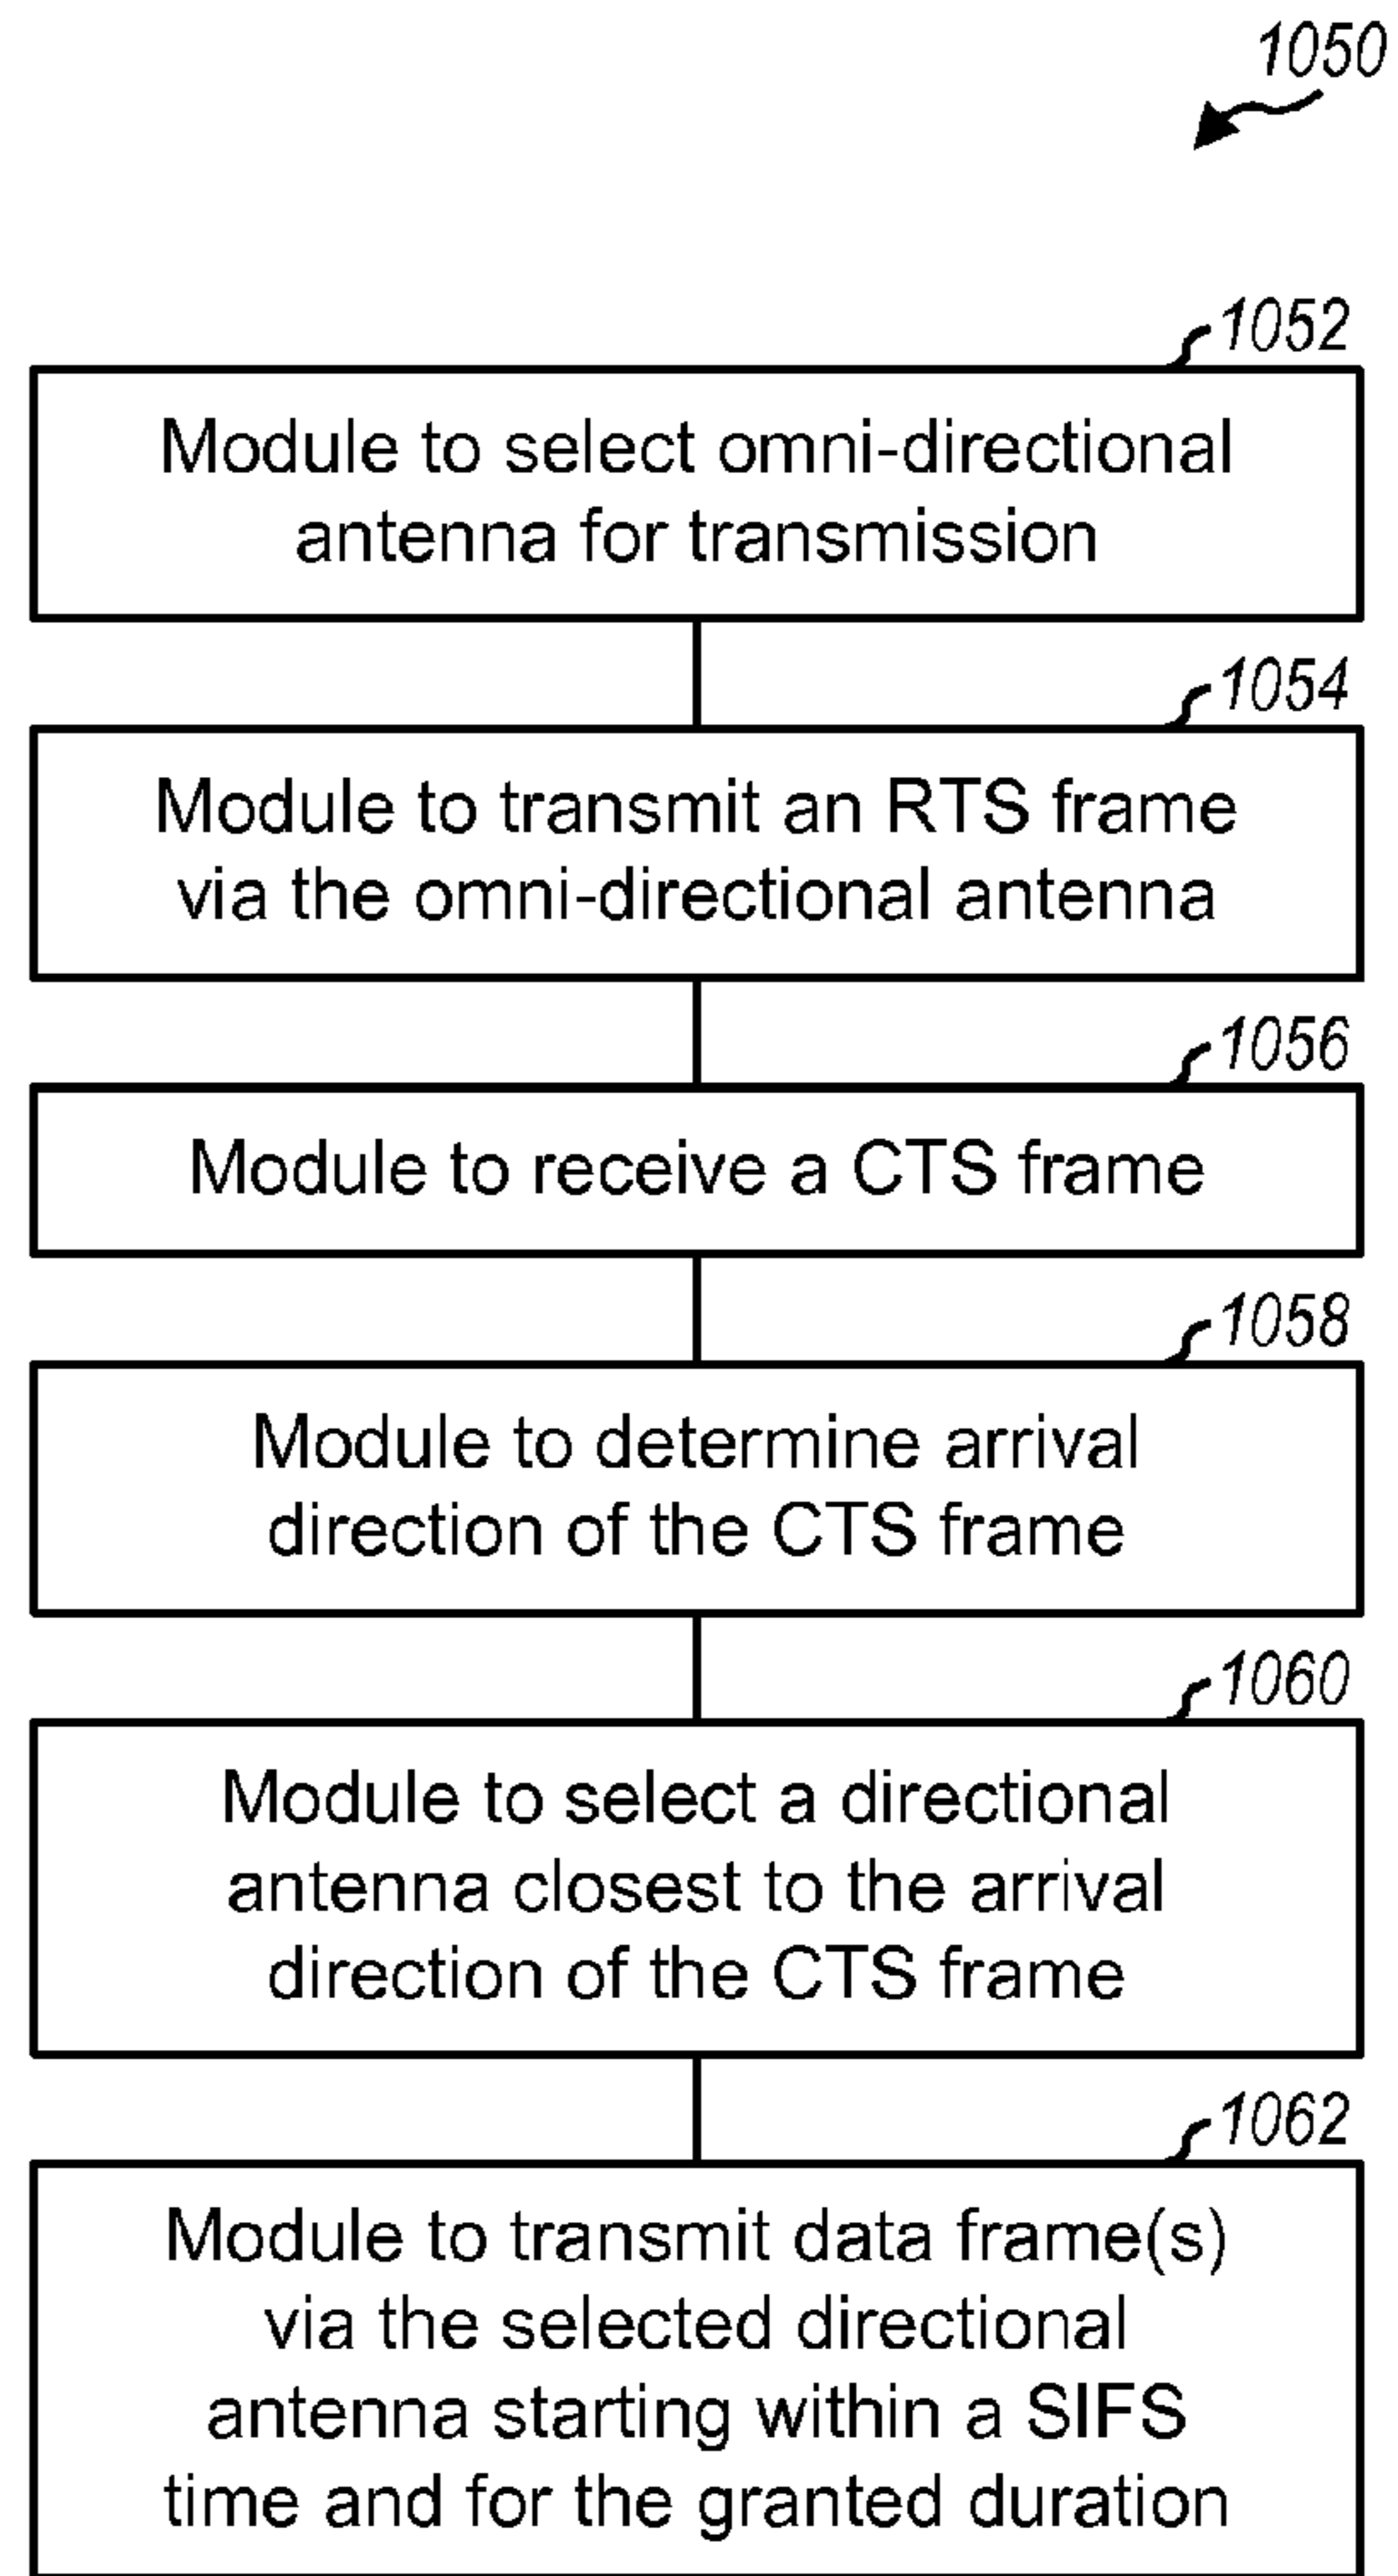 1050
1052
Module to select omni-directional
antenna for transmission
1054
Module to transmit an RTS frame
via the omni-directional antenna
1056
Module to receive a CTS frame
1058
Module to determine arrival
direction of the CTS frame
1060
Module to select a directional
antenna closest to the arrival
direction of the CTS frame
1062
Module to transmit data frame(s)
via the selected directional
antenna starting within a SIFS
time and for the granted duration